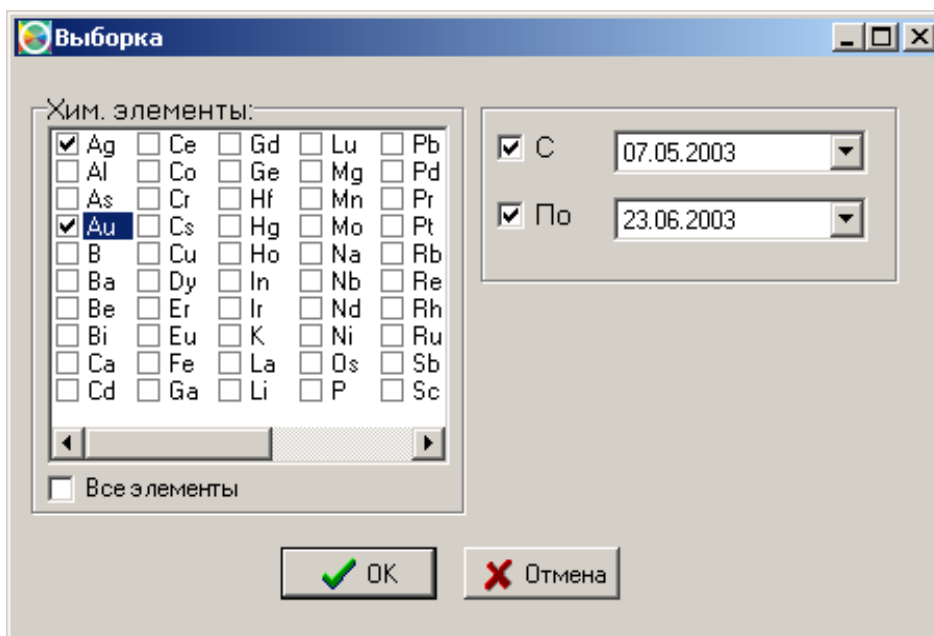 Выборка
Хим. элементы:
Ag Ce Gd Lu Pb
Al Co Ge Mg Pd
As Cr Hf Mn Pr
Au Cs Hg Mo Pt
B Cu Ho Na Rb
Ba Dy In Nb Re
Be Er Ir Nd Rh
Bi Eu K Ni Ru
Ca Fe La Os Sb
Cd Ga Li P Sc
Все элементы
С 07.05.2003
По 23.06.2003
OK Отмена